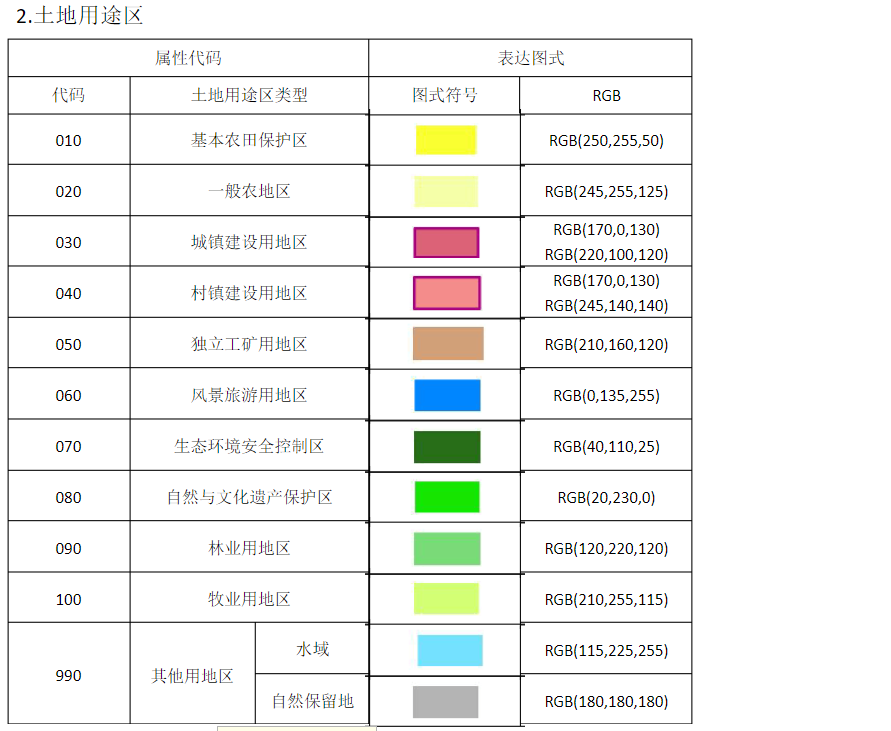 2.土地用途区
属性代码 表达图式
代码 土地用途区类型 图式符号 RGB
010 基本农田保护区 RGB(250,255,50)
020 一般农地区 RGB(245,255,125)
030 城镇建设用地区 RGB(170,0,130)
RGB(220,100,120)
040 村镇建设用地区 RGB(170,0,130)
RGB(245,140,140)
050 独立工矿用地区 RGB(210,160,120)
060 风景旅游用地区 RGB(0,135,255)
070 生态环境安全控制区 RGB(40,110,25)
080 自然与文化遗产保护区 RGB(20,230,0)
090 林业用地区 RGB(120,220,120)
100 牧业用地区 RGB(210,255,115)
990 其他用地区 水域 RGB(115,225,255)
自然保留地 RGB(180,180,180)